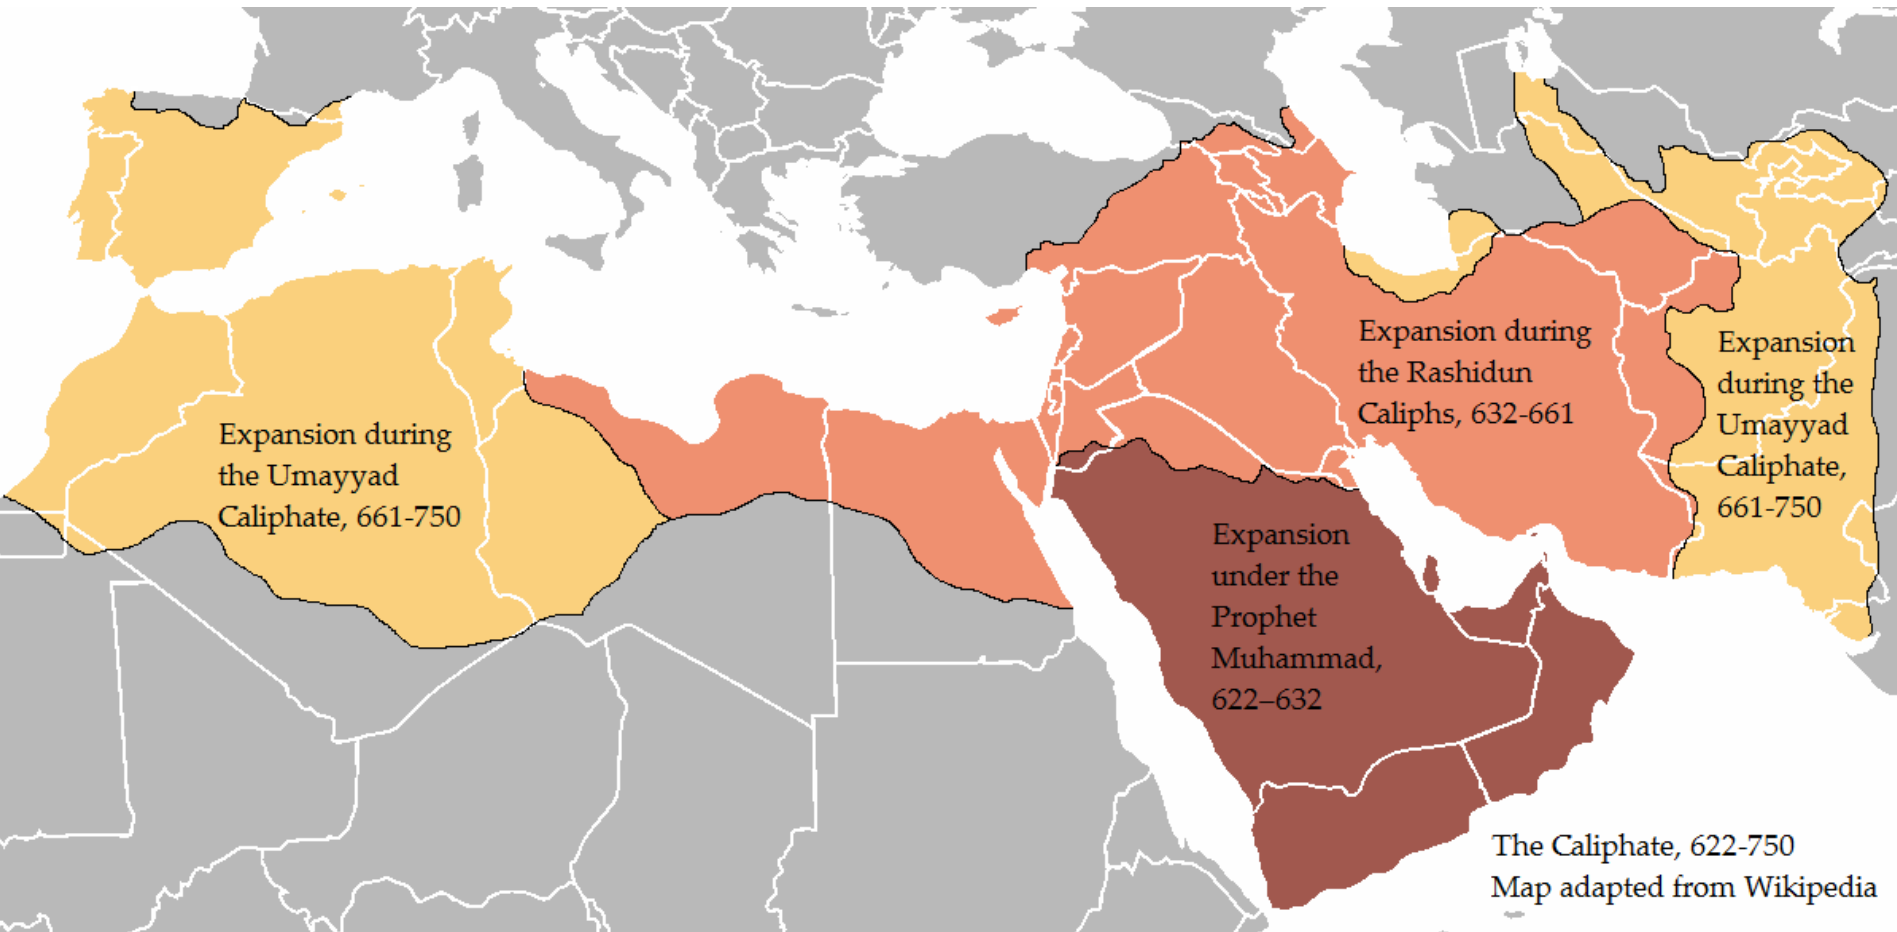 Expansion during
the Umayyad
Caliphate, 661-750
Expansion
under the
Prophet
Muhammad,
622–632
Expansion during
the Rashidun
Caliphs, 632-661
Expansion
during the
Umayyad
Caliphate,
661-750
The Caliphate, 622-750
Map adapted from Wikipedia